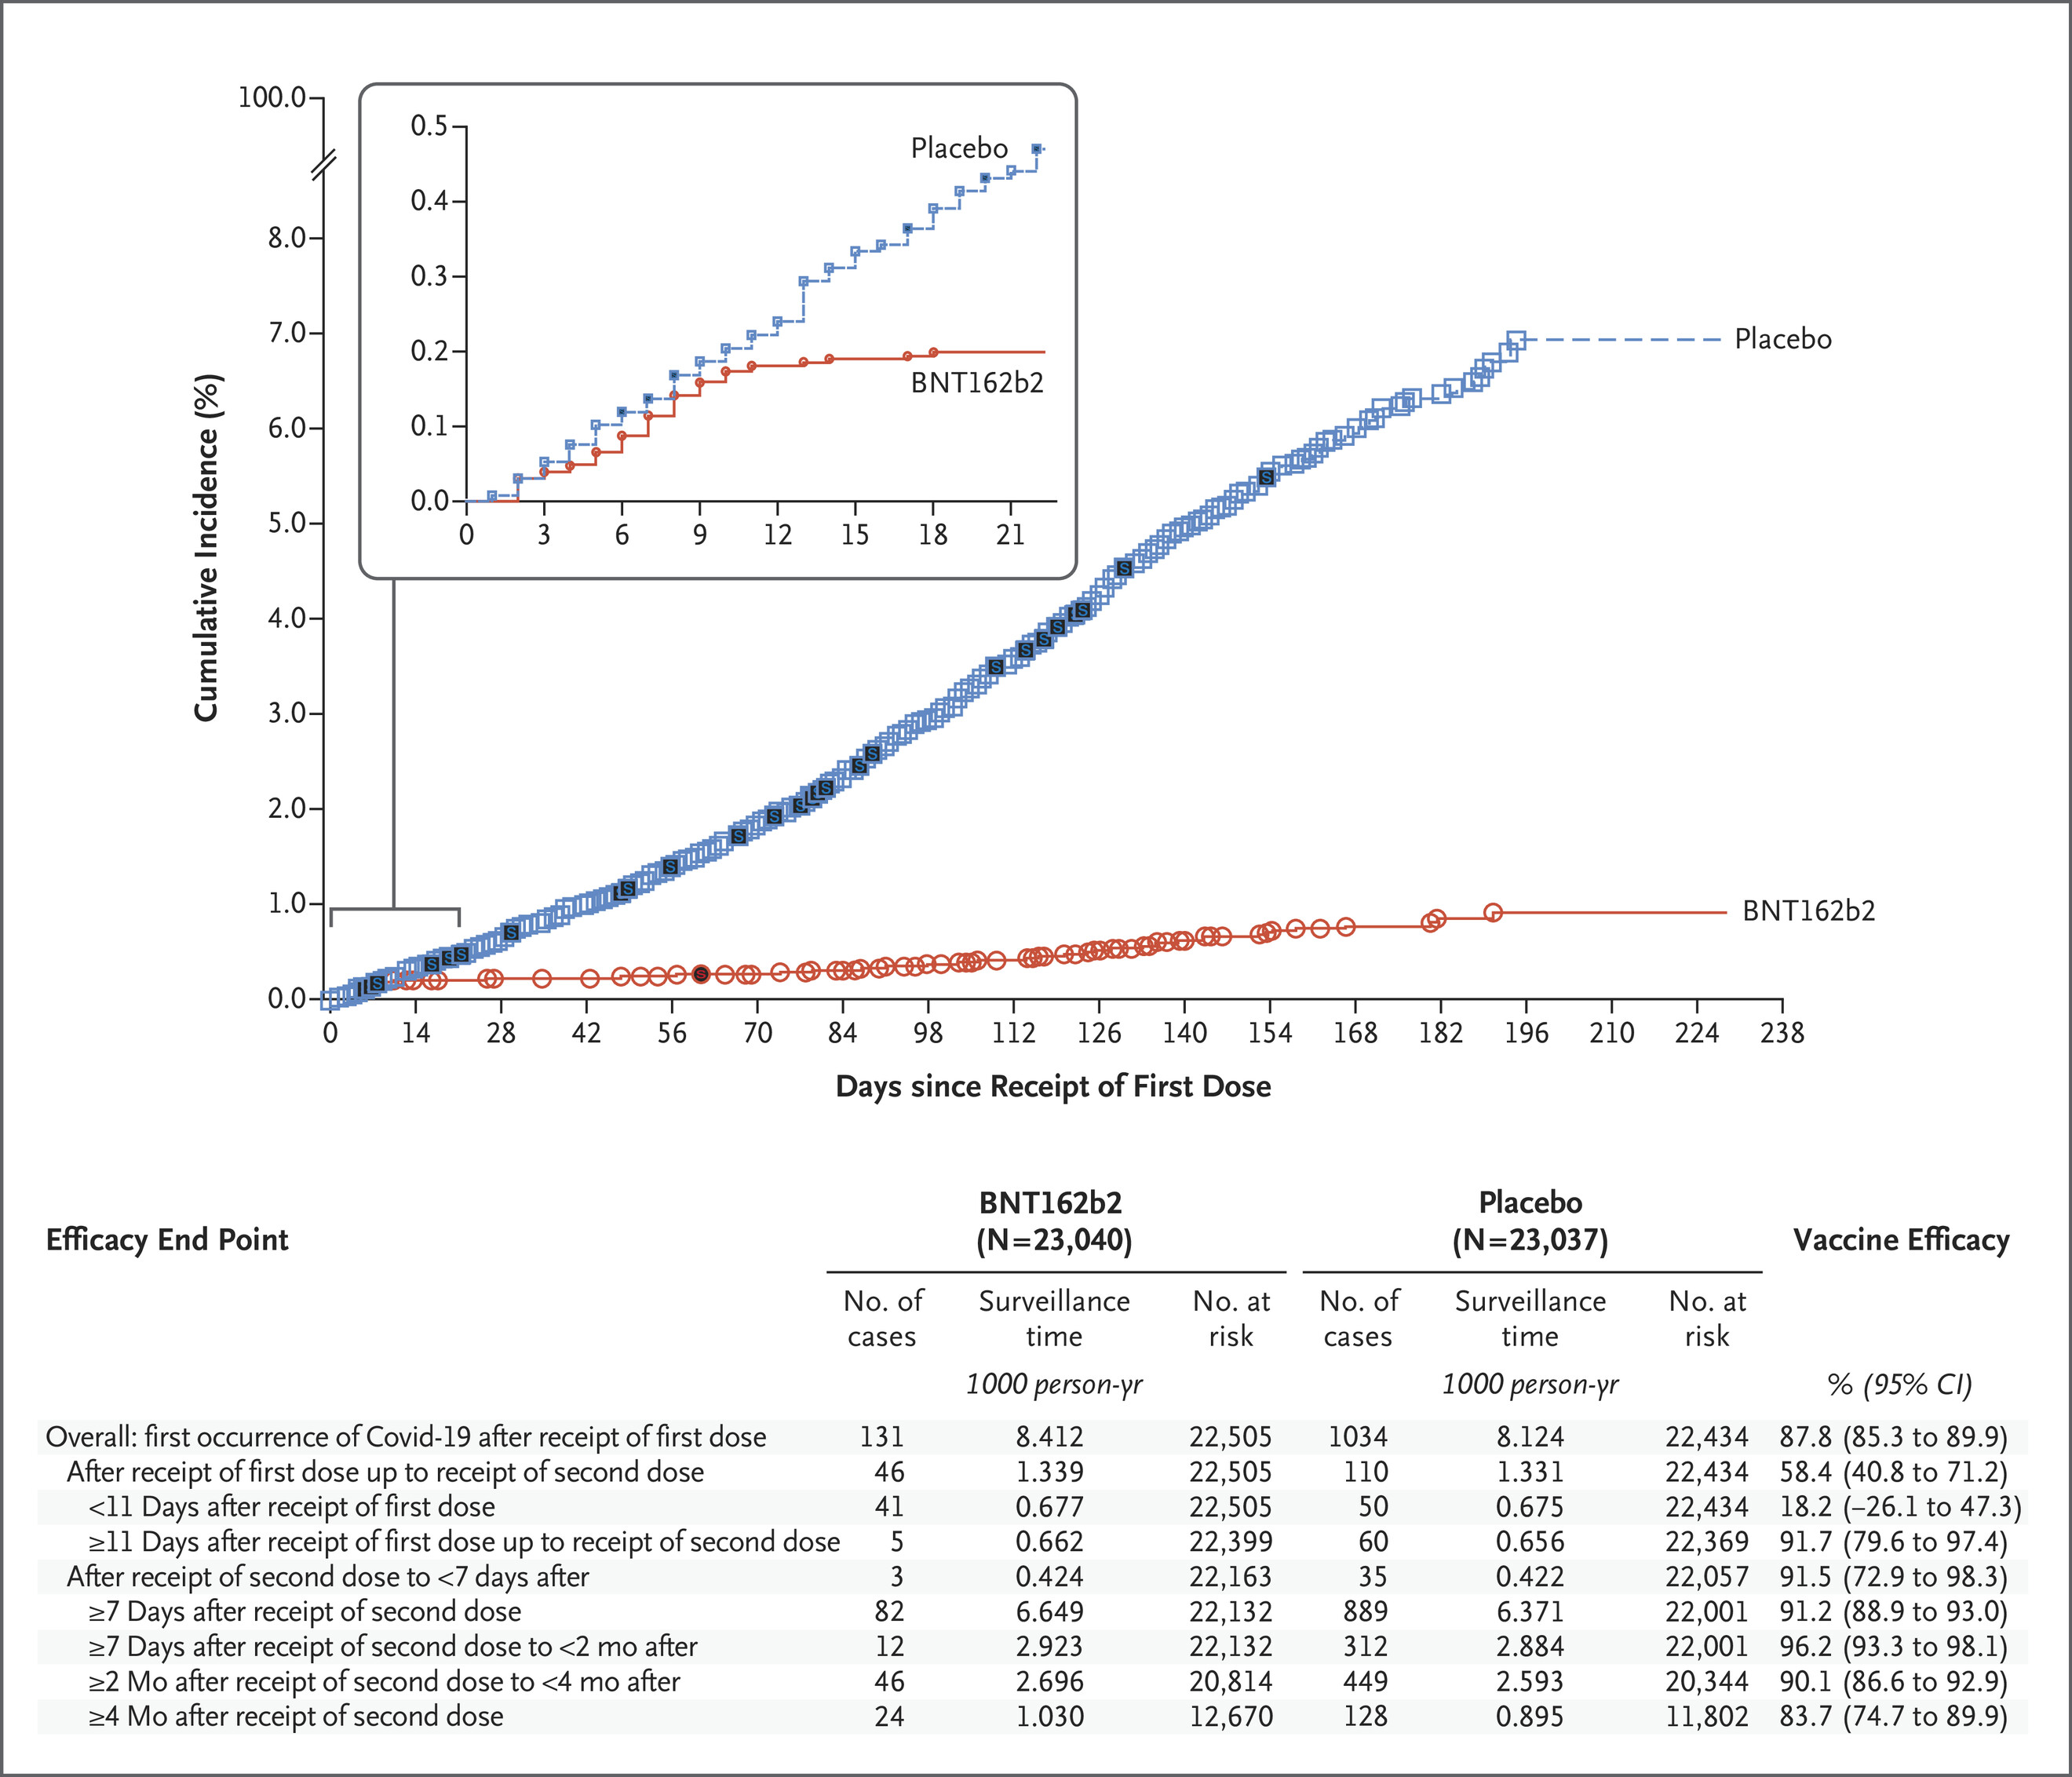 100.0
8.0
7.0
6.0
5.0
4.0
3.0
2.0
1.0
0.0
Cumulative Incidence (%)
0.5
0.4
0.3
0.2
0.1
0.0
0 3 6 9 12 15 18 21
Placebo
BNT162b2
Placebo
BNT162b2
S S S S S S S S S S S S S S S S S S S
0 14 28 42 56 70 84 98 112 126 140 154 168 182 196 210 224 238
Days since Receipt of First Dose
Efficacy End Point
BNT162b2
(N=23,040)
Placebo
(N=23,037)
Vaccine Efficacy
No. of cases Surveillance time No. at risk No. of cases Surveillance time No. at risk
1000 person-yr 1000 person-yr % (95% CI)
Overall: first occurrence of Covid-19 after receipt of first dose 131 8.412 22,505 1034 8.124 22,434 87.8 (85.3 to 89.9)
After receipt of first dose up to receipt of second dose 46 1.339 22,505 110 1.331 22,434 58.4 (40.8 to 71.2)
<11 Days after receipt of first dose 41 0.677 22,505 50 0.675 22,434 18.2 (–26.1 to 47.3)
≥11 Days after receipt of first dose up to receipt of second dose 5 0.662 22,399 60 0.656 22,369 91.7 (79.6 to 97.4)
After receipt of second dose to <7 days after 3 0.424 22,163 35 0.422 22,057 91.5 (72.9 to 98.3)
≥7 Days after receipt of second dose 82 6.649 22,132 889 6.371 22,001 91.2 (88.9 to 93.0)
≥7 Days after receipt of second dose to <2 mo after 12 2.923 22,132 312 2.884 22,001 96.2 (93.3 to 98.1)
≥2 Mo after receipt of second dose to <4 mo after 46 2.696 20,814 449 2.593 20,344 90.1 (86.6 to 92.9)
≥4 Mo after receipt of second dose 24 1.030 12,670 128 0.895 11,802 83.7 (74.7 to 89.9)